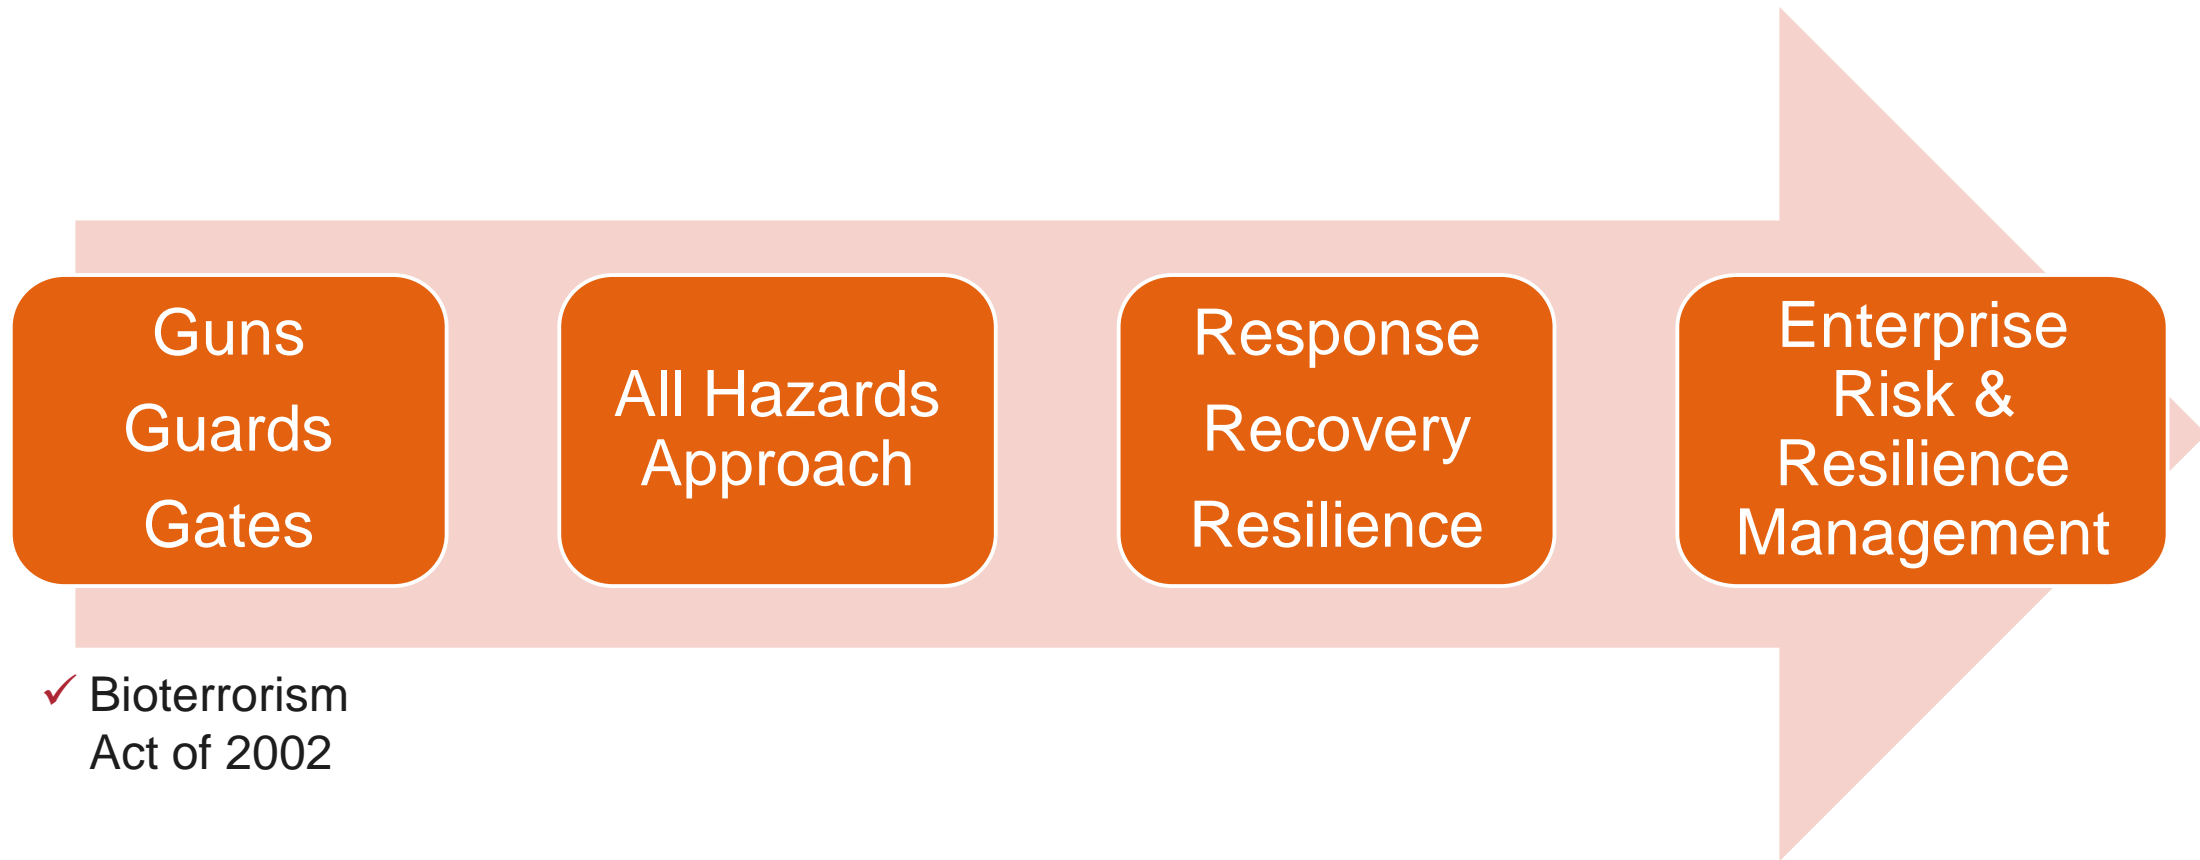 Guns
Guards
Gates
All Hazards
Approach
Response
Recovery
Resilience
Enterprise
Risk &
Resilience
Management
✓ Bioterrorism
Act of 2002